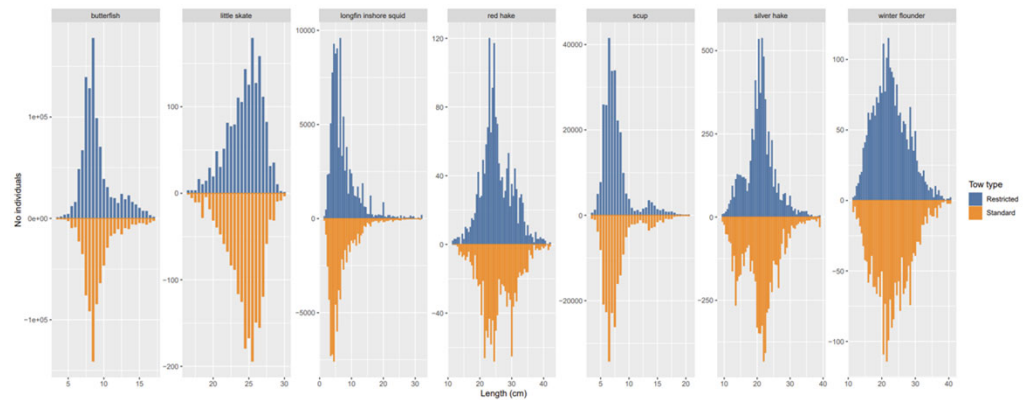 butterfish little skate longfin inshore squid red hake scup silver hake winter flounder
1e+05
0e+00
−1e+05
5 10 15
100
0
−100
−200
20 25 30
10000
5000
0
−5000
0 10 20 30
120
80
40
0
−40
10 20 30 40
40000
20000
0
−20000
5 10 15 20
500
250
0
−250
10 20 30 40
100
50
0
−50
−100
10 20 30 40
No indivuals
Length (cm)
Tow type
Restricted
Standard